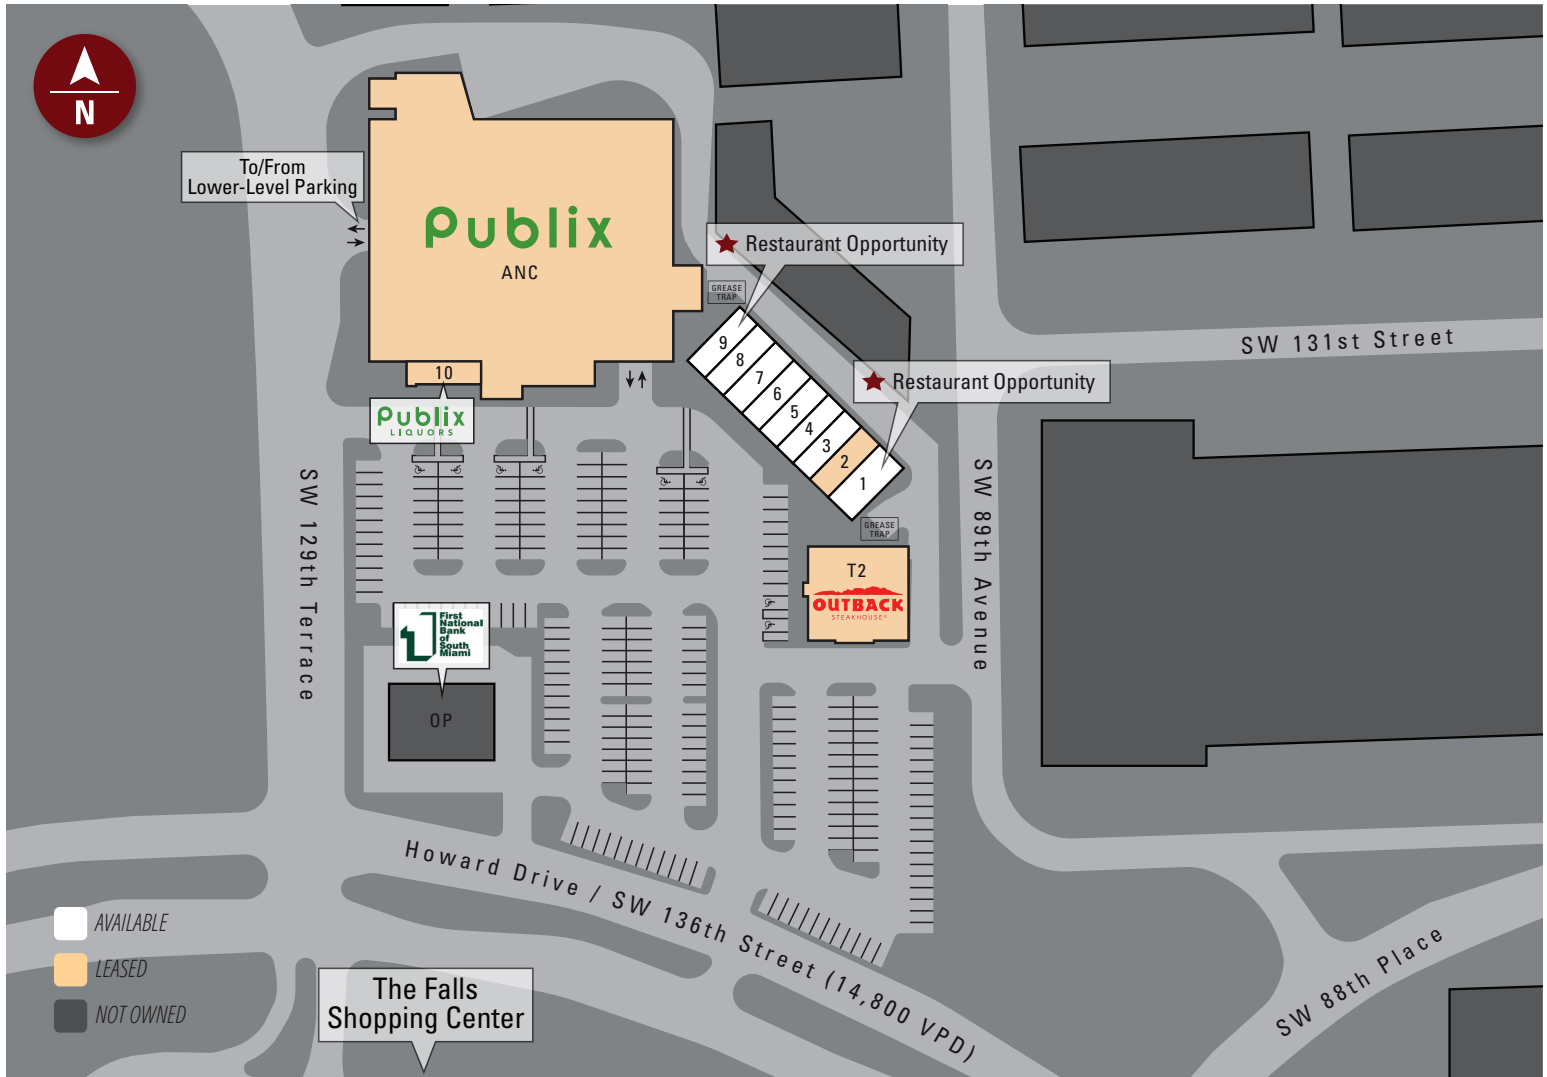 N
To/From
Lower-Level Parking
Publix
ANC
Restaurant Opportunity
GREASE
TRAP
9
8
7
6
5
4
3
2
1
Restaurant Opportunity
SW 131st Street
10
Publix
LIQUORS
SW 129th Terrace
SW 89th Avenue
GREASE
TRAP
T2
OUTBACK
STEAKHOUSE®
First
National
Bank
of
South
Miami
OP
Howard Drive / SW 136th Street (14,800 VPD)
SW 88th Place
AVAILABLE
LEASED
NOT OWNED
The Falls
Shopping Center